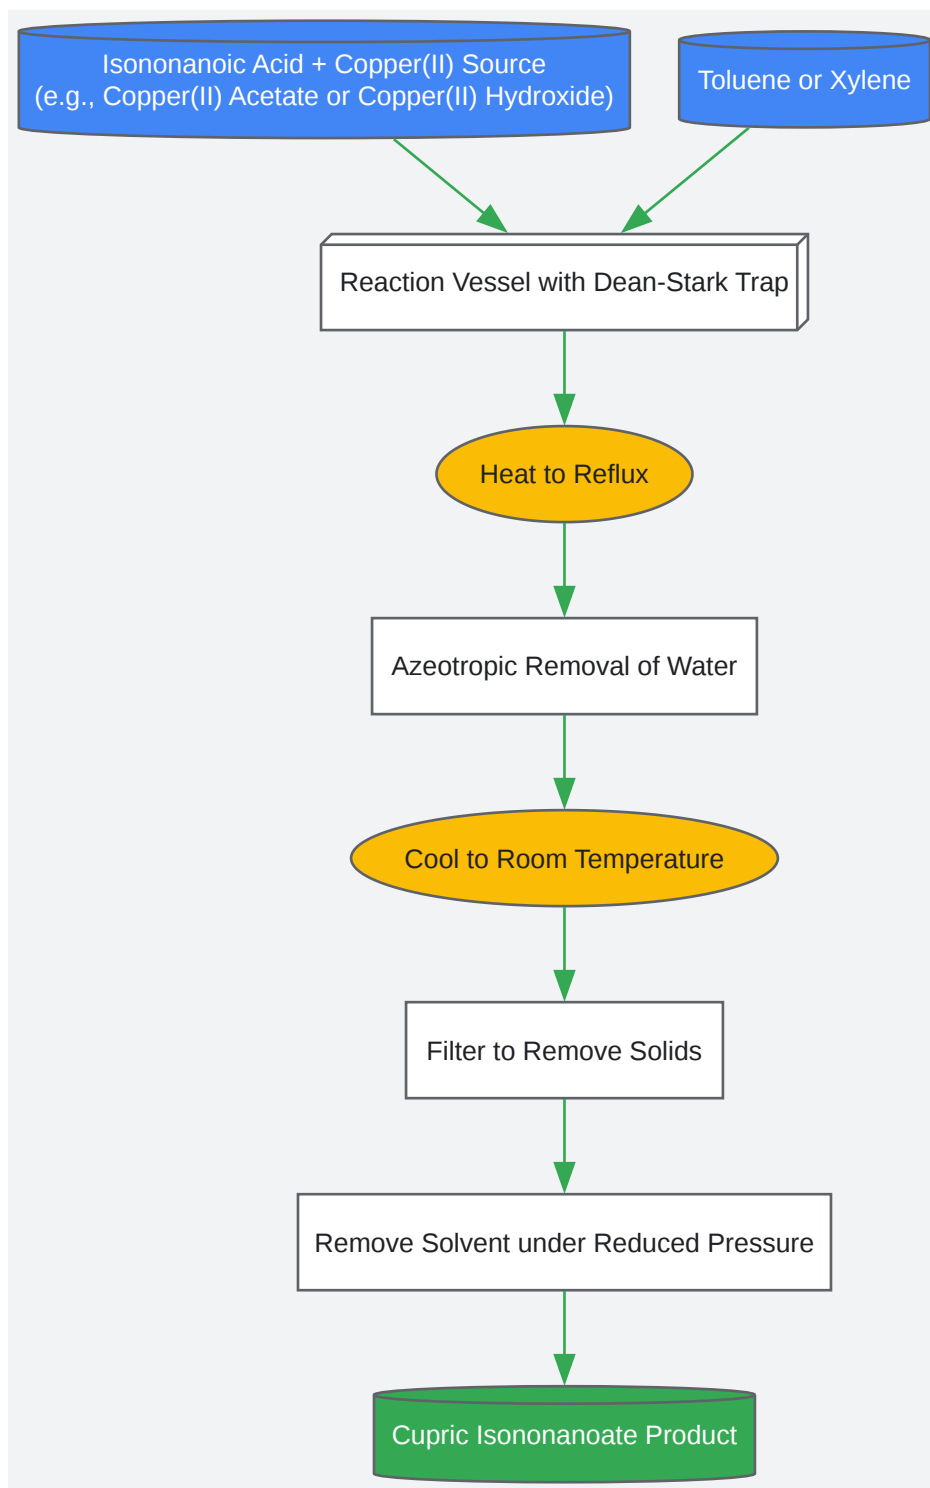 Isononanoic Acid + Copper(II) Source
(e.g., Copper(II) Acetate or Copper(II) Hydroxide)
Toluene or Xylene
Reaction Vessel with Dean-Stark Trap
Heat to Reflux
Azeotropic Removal of Water
Cool to Room Temperature
Filter to Remove Solids
Remove Solvent under Reduced Pressure
Cupric Isononanoate Product